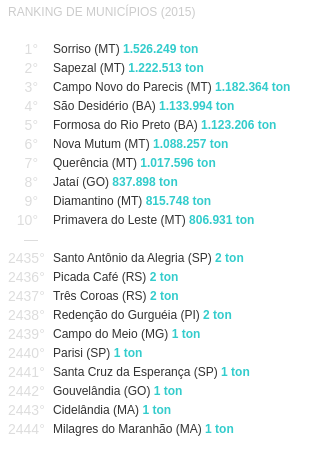 RANKING DE MUNICÍPIOS (2015)
1° Sorriso (MT) 1.526.249 ton
2° Sapezal (MT) 1.222.513 ton
3° Campo Novo do Parecis (MT) 1.182.364 ton
4° São Desidério (BA) 1.133.994 ton
5° Formosa do Rio Preto (BA) 1.123.206 ton
6° Nova Mutum (MT) 1.088.257 ton
7° Querência (MT) 1.017.596 ton
8° Jataí (GO) 837.898 ton
9° Diamantino (MT) 815.748 ton
10° Primavera do Leste (MT) 806.931 ton
—
2435° Santo Antônio da Alegria (SP) 2 ton
2436° Picada Café (RS) 2 ton
2437° Três Coroas (RS) 2 ton
2438° Redenção do Gurguéia (PI) 2 ton
2439° Campo do Meio (MG) 1 ton
2440° Parisi (SP) 1 ton
2441° Santa Cruz da Esperança (SP) 1 ton
2442° Gouvelândia (GO) 1 ton
2443° Cidelândia (MA) 1 ton
2444° Milagres do Maranhão (MA) 1 ton